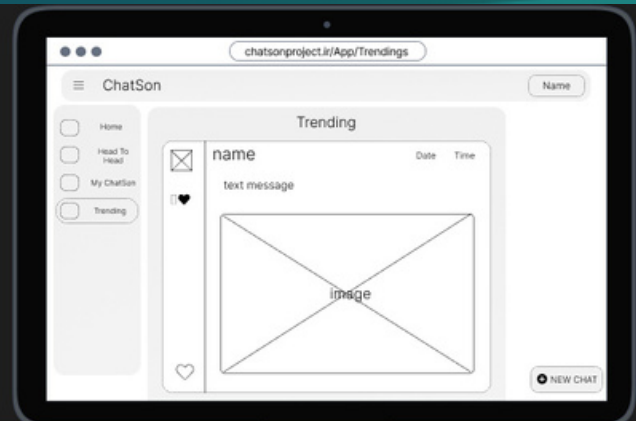 chatsonproject.ir/App/Trendings
ChatSon
Name
Home
Head To
Head
My ChatSon
Trending
Trending
name
Date
Time
text message
image
NEW CHAT